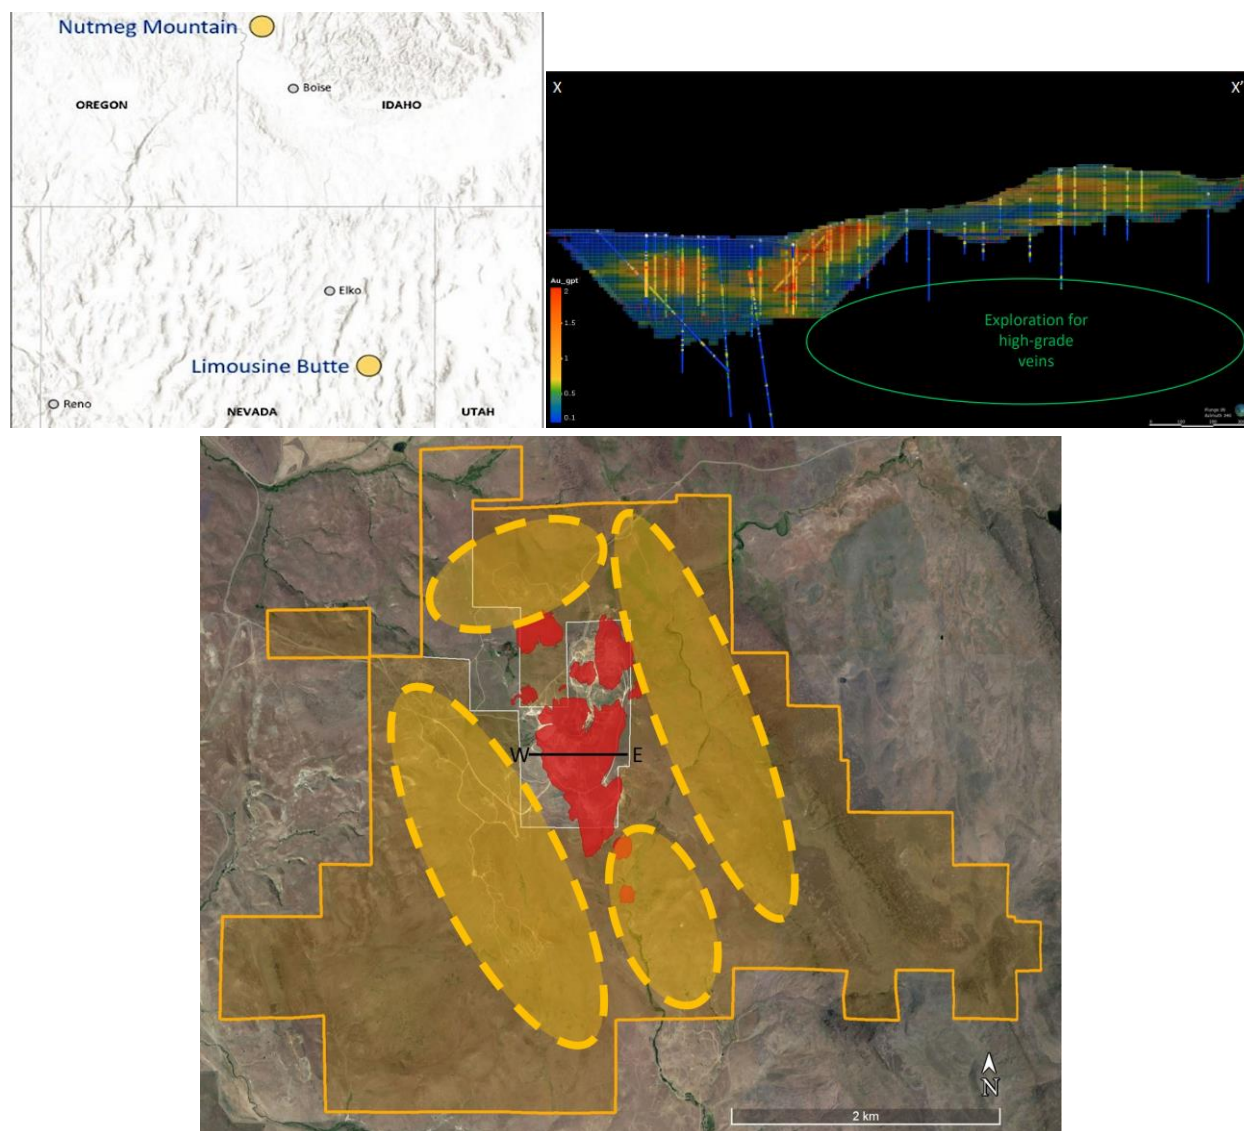 Nutmeg Mountain
Boise
OREGON
IDAHO
Elko
Limousine Butte
Reno
NEVADA
UTAH
X
X'
Au_gpt
2
1.5
1
0.5
0.1
Exploration for
high-grade
veins
W
E
N
2 km